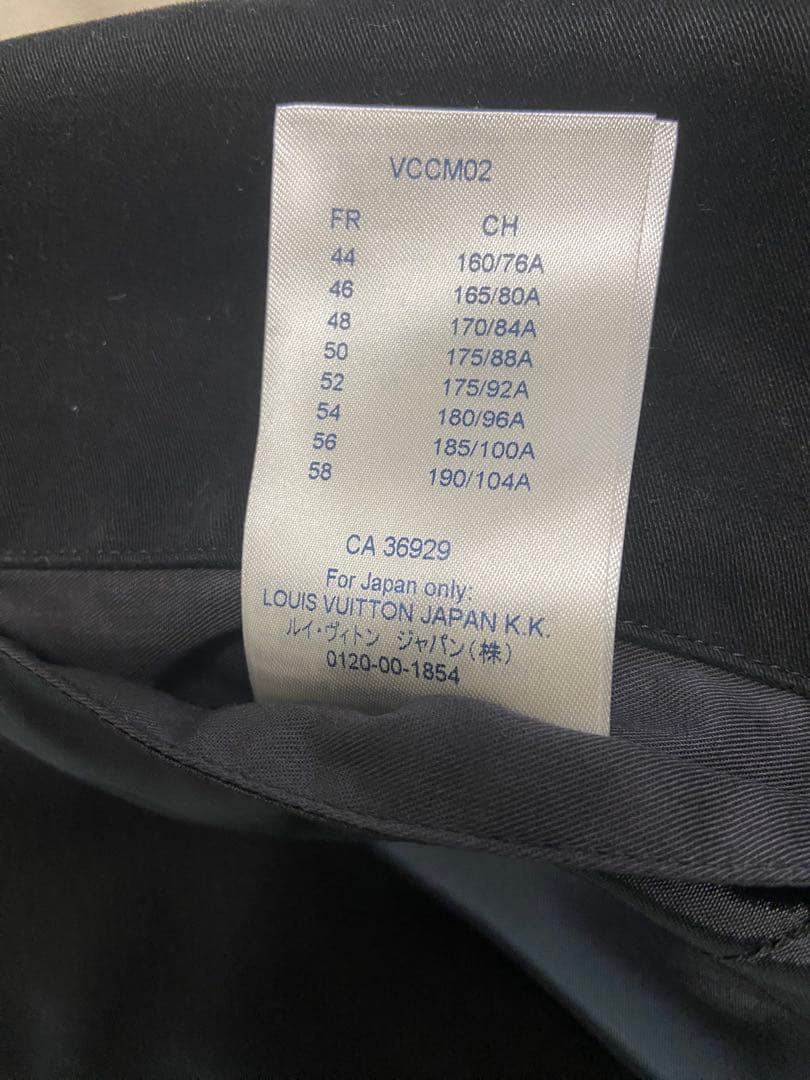 VCCM02
FR CH
44 160/76A
46 165/80A
48 170/84A
50 175/88A
52 175/92A
54 180/96A
56 185/100A
58 190/104A
CA 36929
For Japan only:
LOUIS VUITTON JAPAN K.K.
ルイ・ヴィトン ジャパン(株)
0120-00-1854